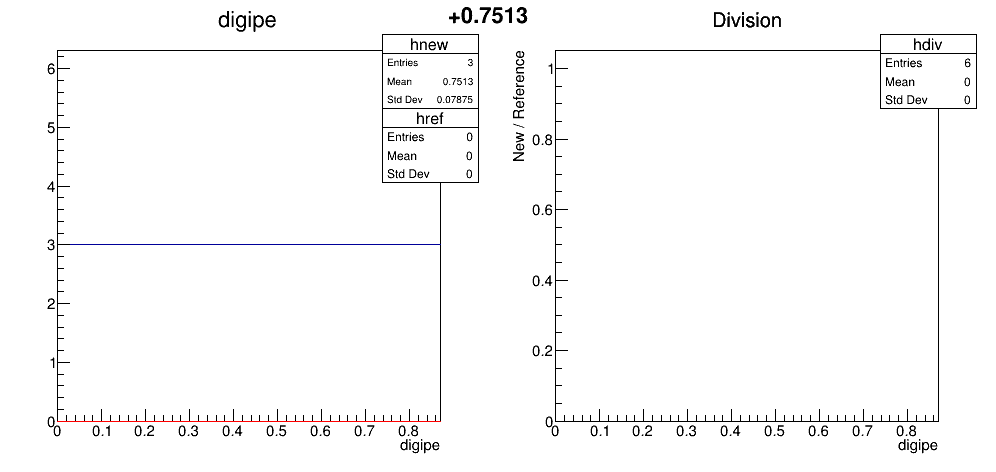 +0.7513
digipe
hnew
Entries 3
Mean 0.7513
Std Dev 0.07875
href
Entries 0
Mean 0
Std Dev 0
6
5
4
3
2
1
0
0 0.1 0.2 0.3 0.4 0.5 0.6 0.7 0.8
digipe
Division
hdiv
Entries 6
Mean 0
Std Dev 0
New / Reference
1
0.8
0.6
0.4
0.2
0
0 0.1 0.2 0.3 0.4 0.5 0.6 0.7 0.8
digipe